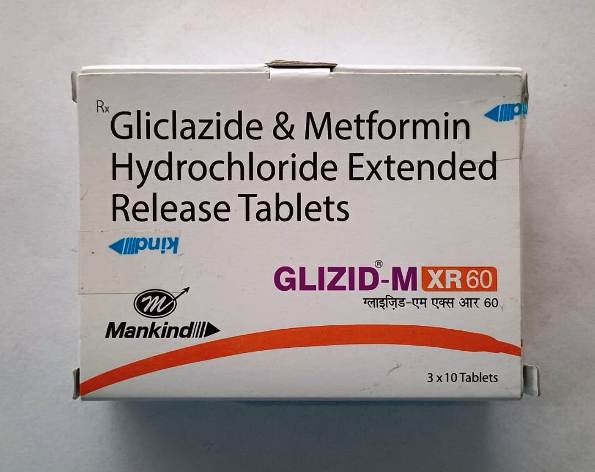 Rx
Gliclazide & Metformin
Hydrochloride Extended
Release Tablets
kind
GLIZID®-M XR 60
ग्लाइज़िड-एम एक्स आर 60
m
Mankind
3 x 10 Tablets